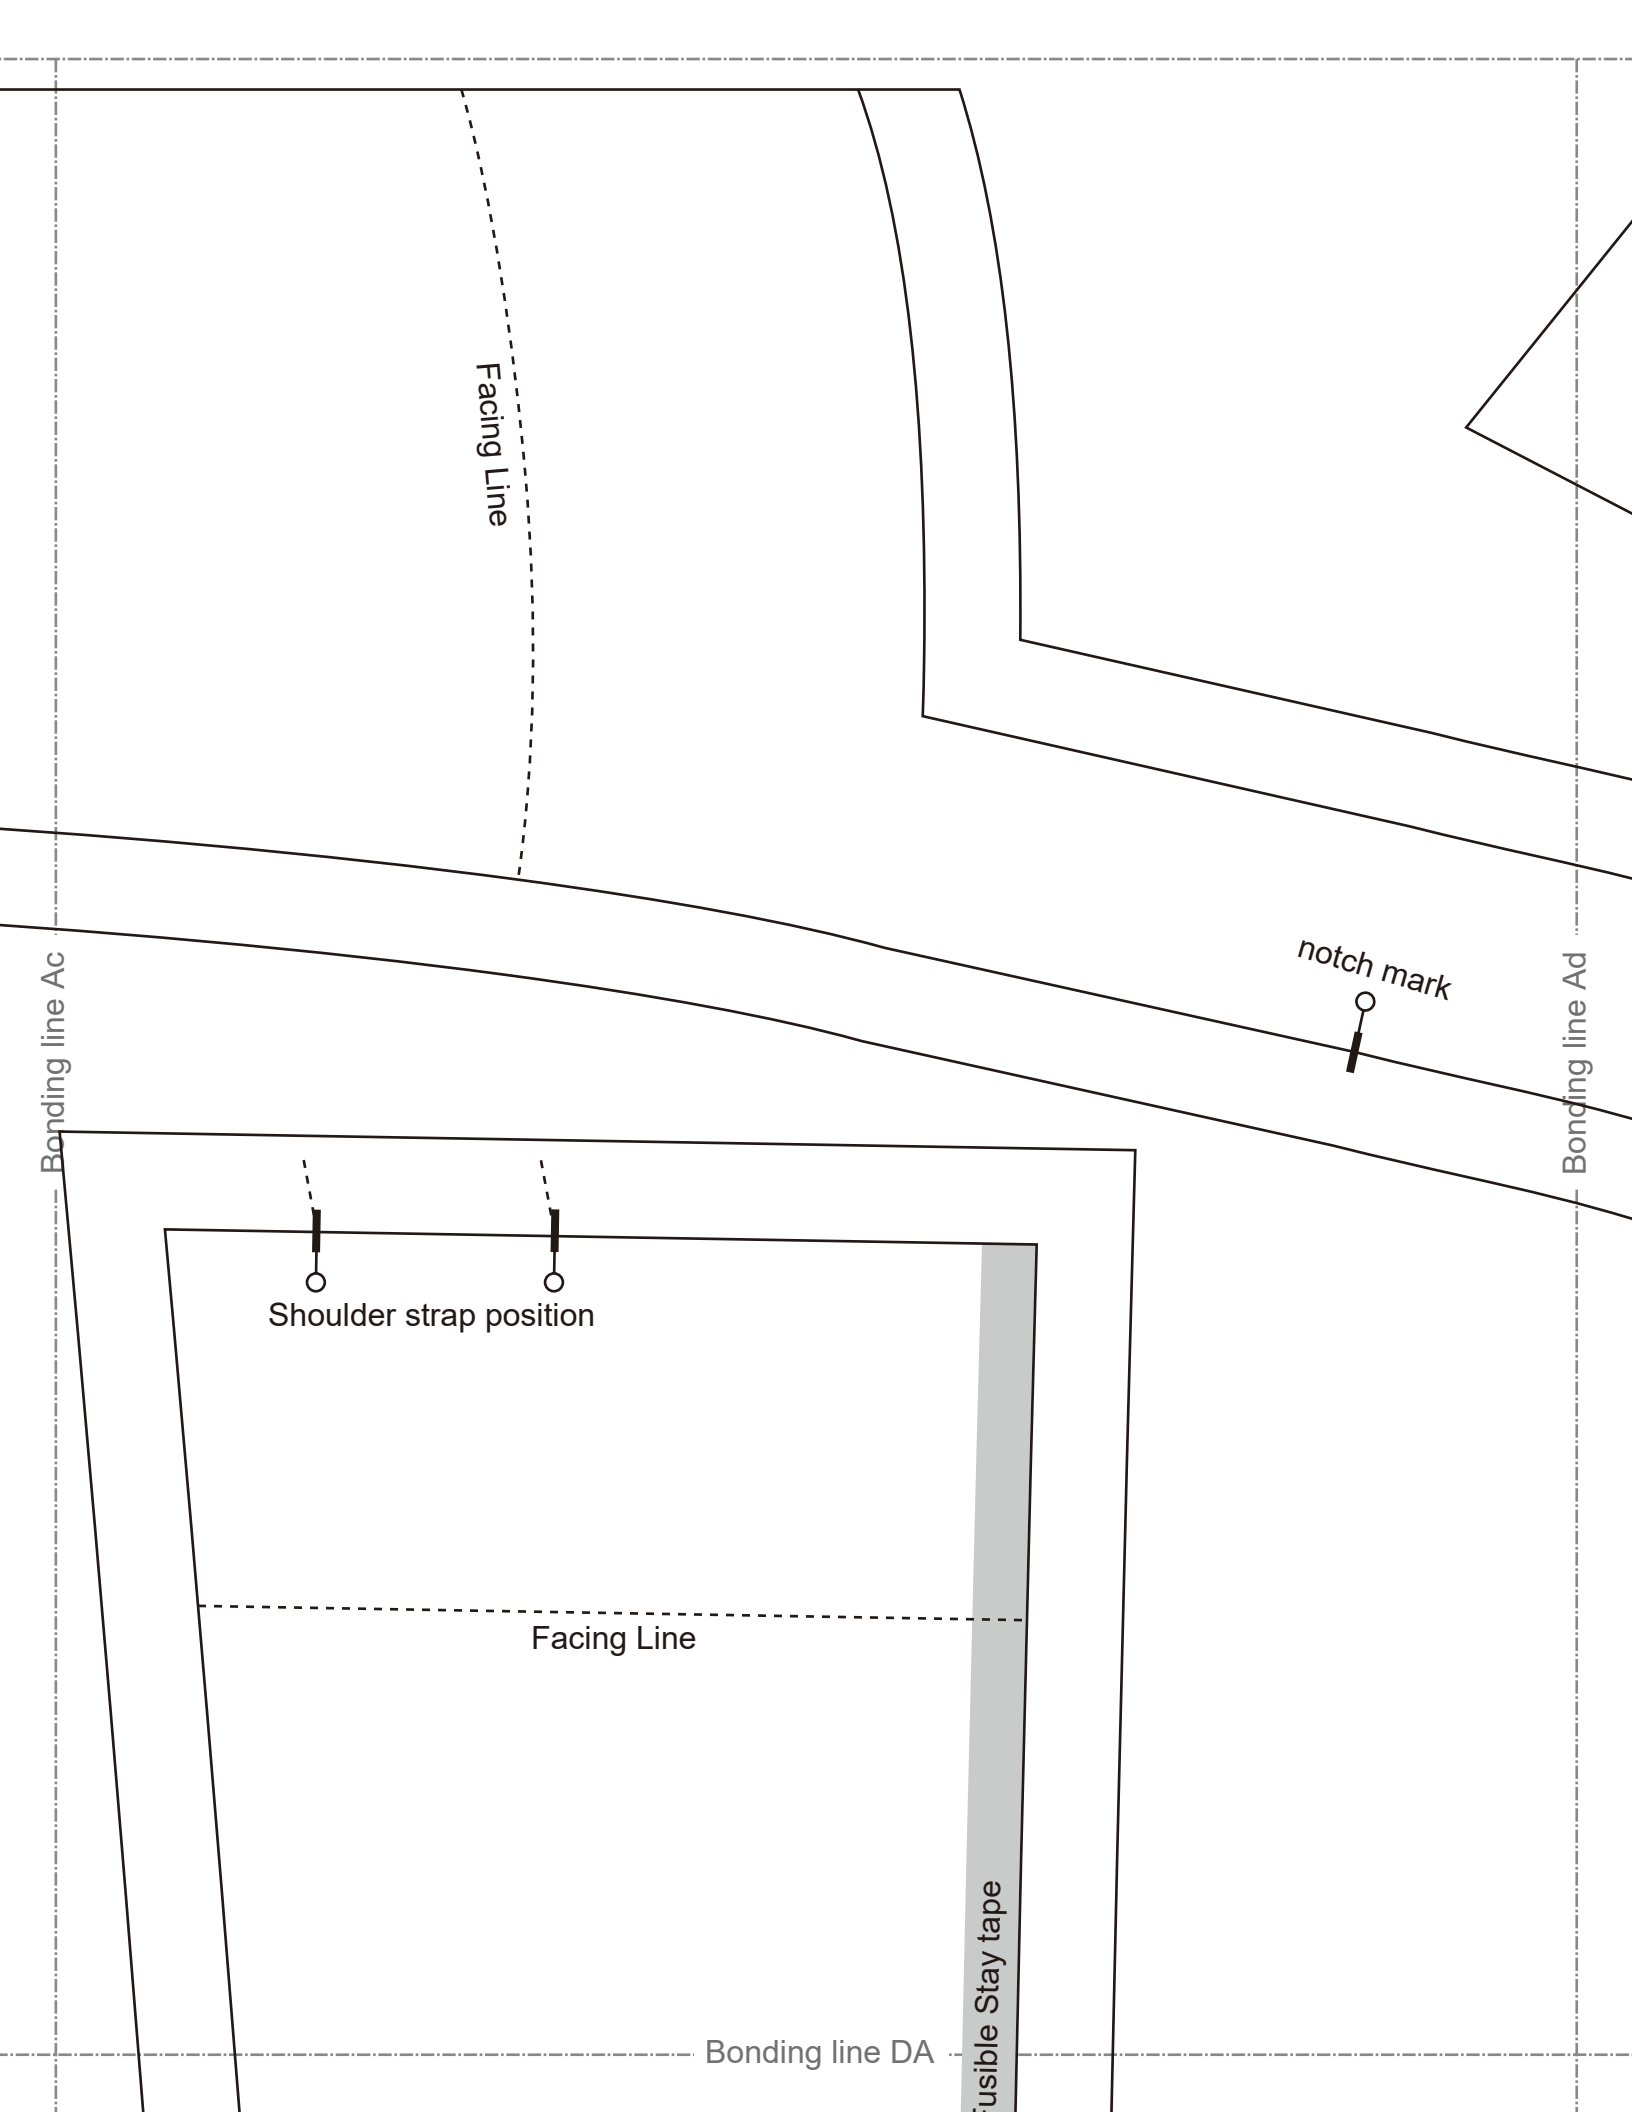 Facing Line
notch mark
Bonding line Ac
Bonding line Ad
Shoulder strap position
Facing Line
Stay tape
Bonding line DA